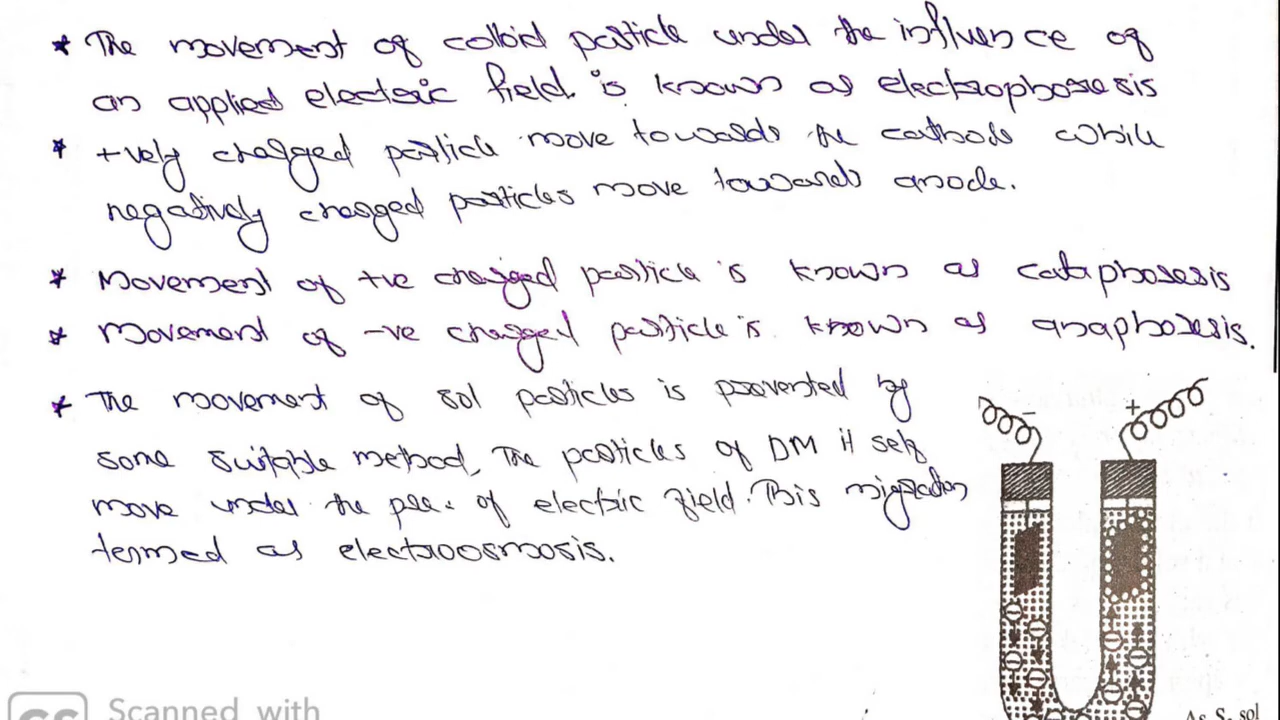 * The movement of colloid particle under the influence of
an applied electric field. is known as electrophoresis
* +vely charged particle move towards the cathode while
negatively charged particles move towards anode.
* Movement of +ve charged particle is known as cataphoresis
* Movement of -ve charged particle is. known as anaphoresis.
* The movement of sol particles is prevented by
some suitable method, The particles of DM it self
move under the pre. of electric field. This migration
termed as electroosmosis.
- +
As₂S₃ sol
Scanned with